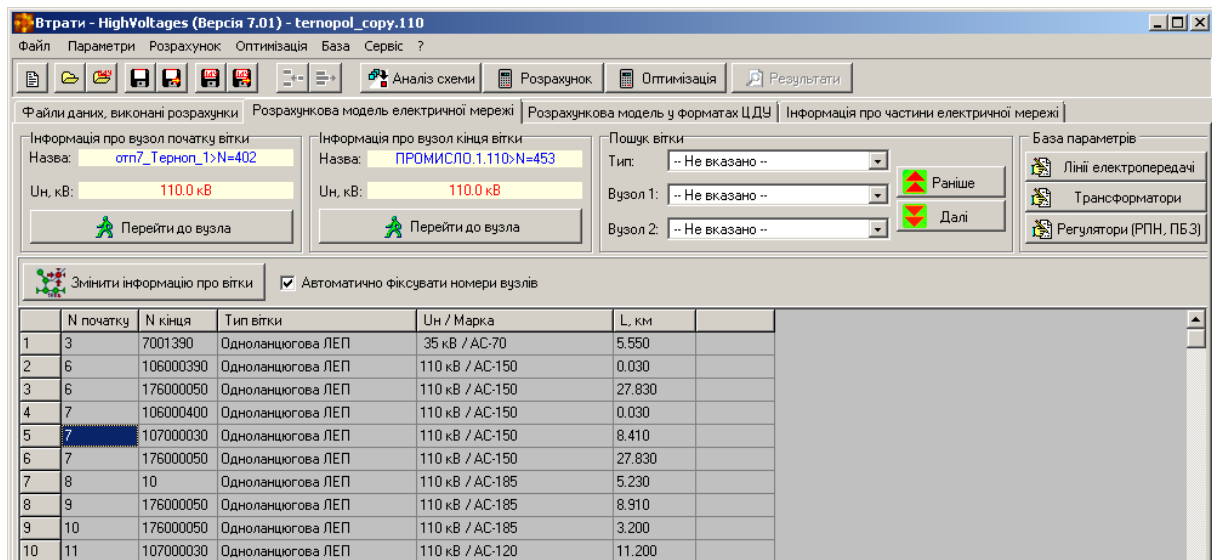 Втрати - HighVoltages (Версія 7.01) - ternopol_copy.110
Файл Параметри Розрахунок Оптимізація База Сервіс ?
Аналіз схеми Розрахунок Оптимізація Результати
Файли даних, виконані розрахунки Розрахункова модель електричної мережі Розрахункова модель у форматах ЦДУ Інформація про частини електричної мережі
Інформація про вузол початку вітки Інформація про вузол кінця вітки Пошук вітки База параметрів
Назва: отп7_Терноп_1>N=402 Назва: ПРОМИСЛО.1.110>N=453 Тип: -- Не вказано -- Лінії електропередачі
Uн, кВ: 110.0 кВ Uн, кВ: 110.0 кВ Вузол 1: -- Не вказано -- Раніше Трансформатори
Перейти до вузла Перейти до вузла Вузол 2: -- Не вказано -- Далі Регулятори (РПН, ПБЗ)
Змінити інформацію про вітки Автоматично фіксувати номери вузлів
N початку N кінця Тип вітки Uн / Марка L, км
1 3 7001390 Одноланцюгова ЛЕП 35 кВ / АС-70 5.550
2 6 106000390 Одноланцюгова ЛЕП 110 кВ / АС-150 0.030
3 6 176000050 Одноланцюгова ЛЕП 110 кВ / АС-150 27.830
4 7 106000400 Одноланцюгова ЛЕП 110 кВ / АС-150 0.030
5 7 107000030 Одноланцюгова ЛЕП 110 кВ / АС-150 8.410
6 7 176000050 Одноланцюгова ЛЕП 110 кВ / АС-150 27.830
7 8 10 Одноланцюгова ЛЕП 110 кВ / АС-185 5.230
8 9 176000050 Одноланцюгова ЛЕП 110 кВ / АС-185 8.910
9 10 176000050 Одноланцюгова ЛЕП 110 кВ / АС-185 3.200
10 11 107000030 Одноланцюгова ЛЕП 110 кВ / АС-120 11.200